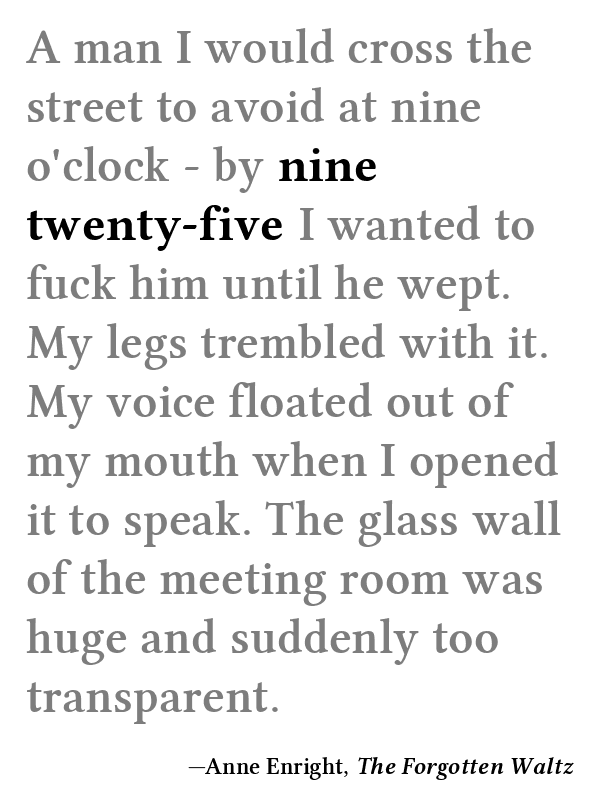 A man I would cross the
street to avoid at nine
o'clock - by nine
twenty-five I wanted to
fuck him until he wept.
My legs trembled with it.
My voice floated out of
my mouth when I opened
it to speak. The glass wall
of the meeting room was
huge and suddenly too
transparent.
—Anne Enright, The Forgotten Waltz